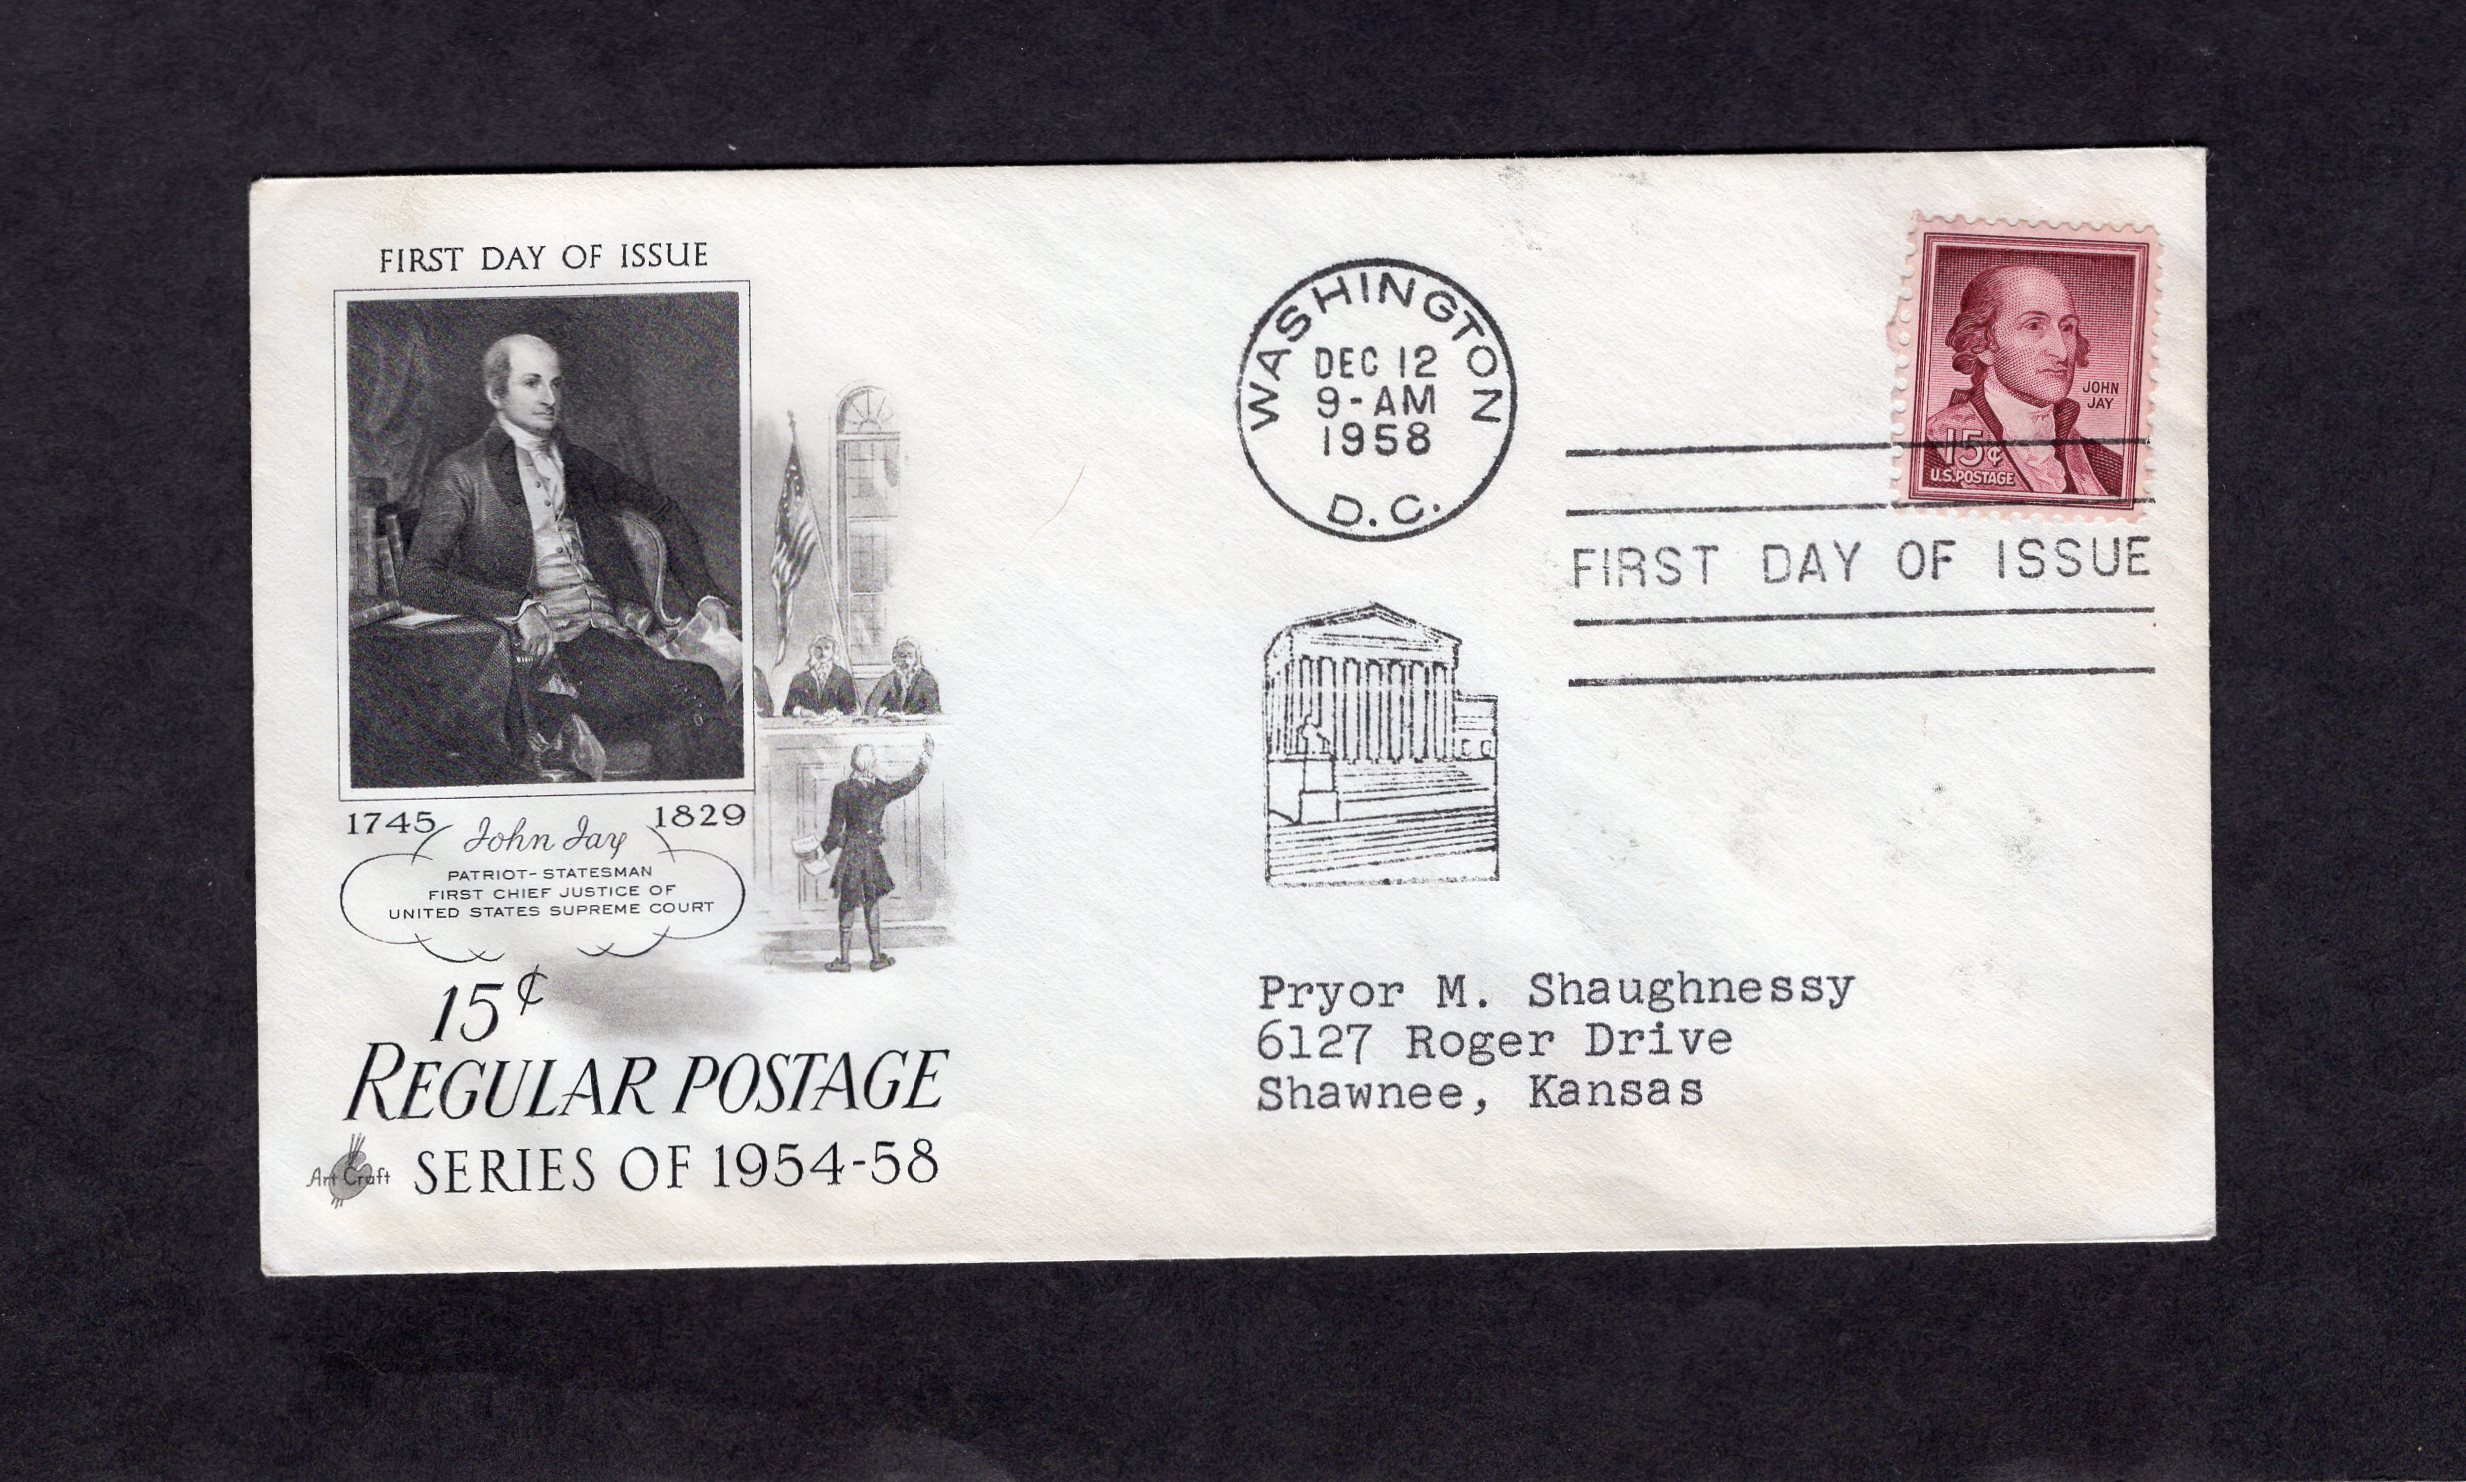 FIRST DAY OF ISSUE
1745 John Jay 1829
PATRIOT-STATESMAN
FIRST CHIEF JUSTICE OF
UNITED STATES SUPREME COURT
15¢
REGULAR POSTAGE
SERIES OF 1954-58
Art Craft
WASHINGTON
DEC 12
9-AM
1958
D.C.
JOHN
JAY
15¢
U.S. POSTAGE
FIRST DAY OF ISSUE
Pryor M. Shaughnessy
6127 Roger Drive
Shawnee, Kansas